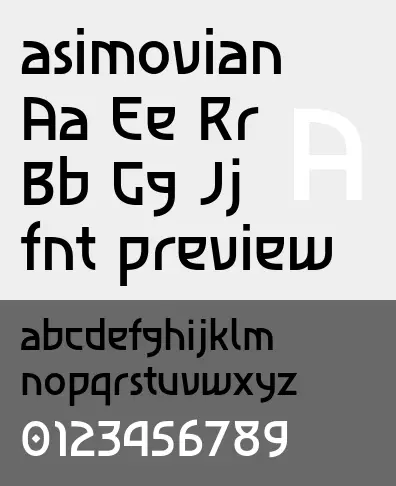 asimovian
Aa Ee Rr
A
Bb Gg Jj
fnt preview
abcdefghijklm
nopqrstuvwxyz
0123456789